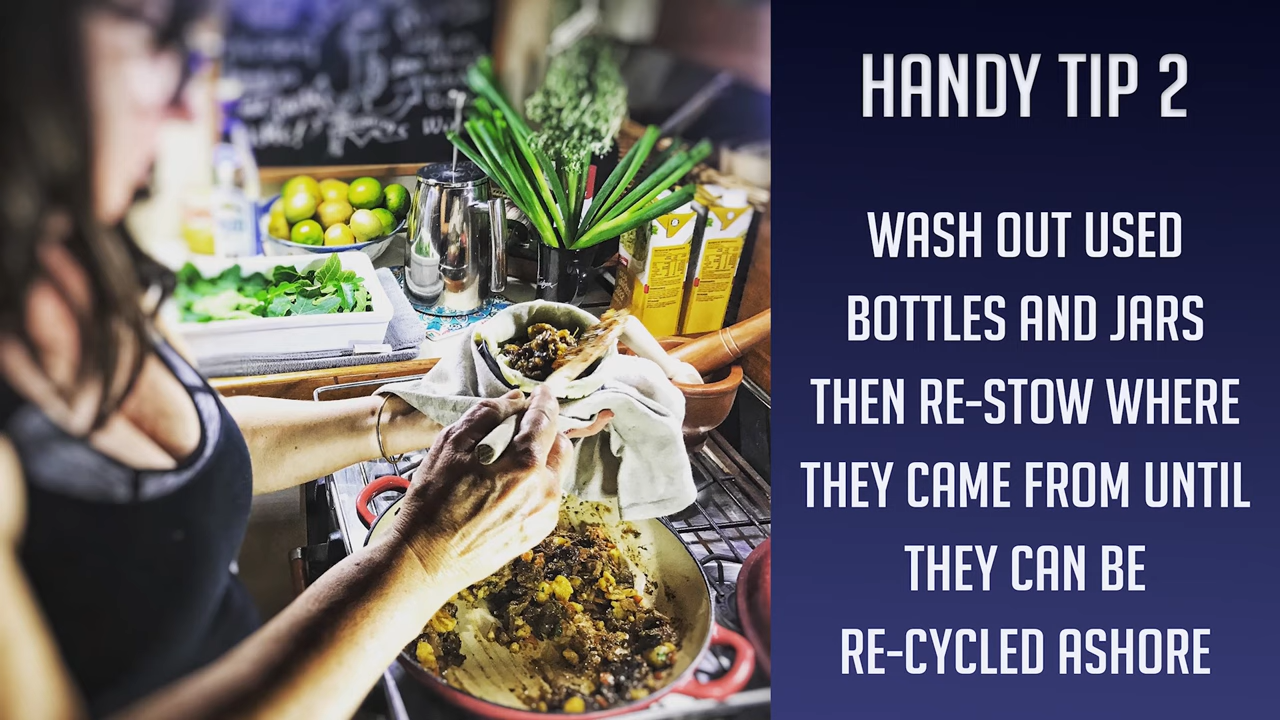 HANDY TIP 2
WASH OUT USED
BOTTLES AND JARS
THEN RE-STOW WHERE
THEY CAME FROM UNTIL
THEY CAN BE
RE-CYCLED ASHORE